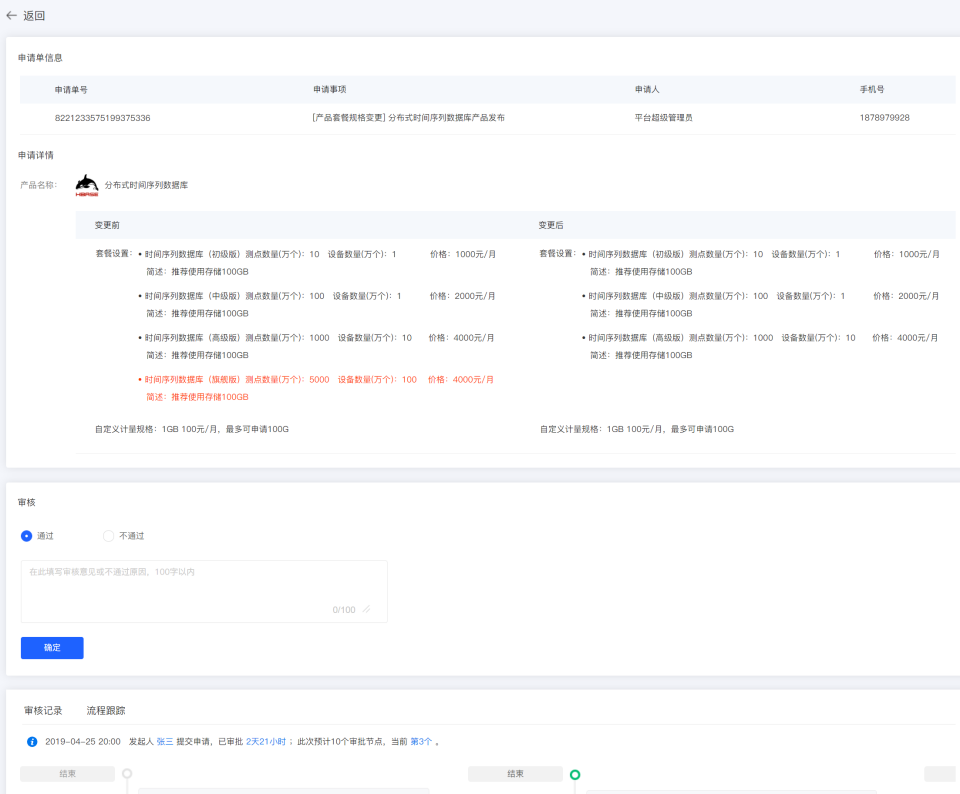 返回
申请单信息
申请单号 申请事项 申请人 手机号
8221233575199375336 [产品套餐规格变更] 分布式时间序列数据库产品发布 平台超级管理员 1878979928
申请详情
产品名称: 分布式时间序列数据库
变更前 变更后
套餐设置: • 时间序列数据库（初级版）测点数量(万个): 10 设备数量(万个): 1 价格: 1000元/月 套餐设置: • 时间序列数据库（初级版）测点数量(万个): 10 设备数量(万个): 1 价格: 1000元/月
简述: 推荐使用存储100GB 简述: 推荐使用存储100GB
• 时间序列数据库（中级版）测点数量(万个): 100 设备数量(万个): 1 价格: 2000元/月 • 时间序列数据库（中级版）测点数量(万个): 100 设备数量(万个): 1 价格: 2000元/月
简述: 推荐使用存储100GB 简述: 推荐使用存储100GB
• 时间序列数据库（高级版）测点数量(万个): 1000 设备数量(万个): 10 价格: 4000元/月 • 时间序列数据库（高级版）测点数量(万个): 1000 设备数量(万个): 10 价格: 4000元/月
简述: 推荐使用存储100GB 简述: 推荐使用存储100GB
• 时间序列数据库（旗舰版）测点数量(万个): 5000 设备数量(万个): 100 价格: 4000元/月
简述: 推荐使用存储100GB
自定义计量规格: 1GB 100元/月，最多可申请100G 自定义计量规格: 1GB 100元/月，最多可申请100G
审核
通过 不通过
在此填写审核意见或不通过原因，100字以内
0/100
确定
审核记录 流程跟踪
2019-04-25 20:00 发起人 张三 提交申请，已审批 2天21小时；此次预计10个审批节点，当前 第3个 。
结束 结束